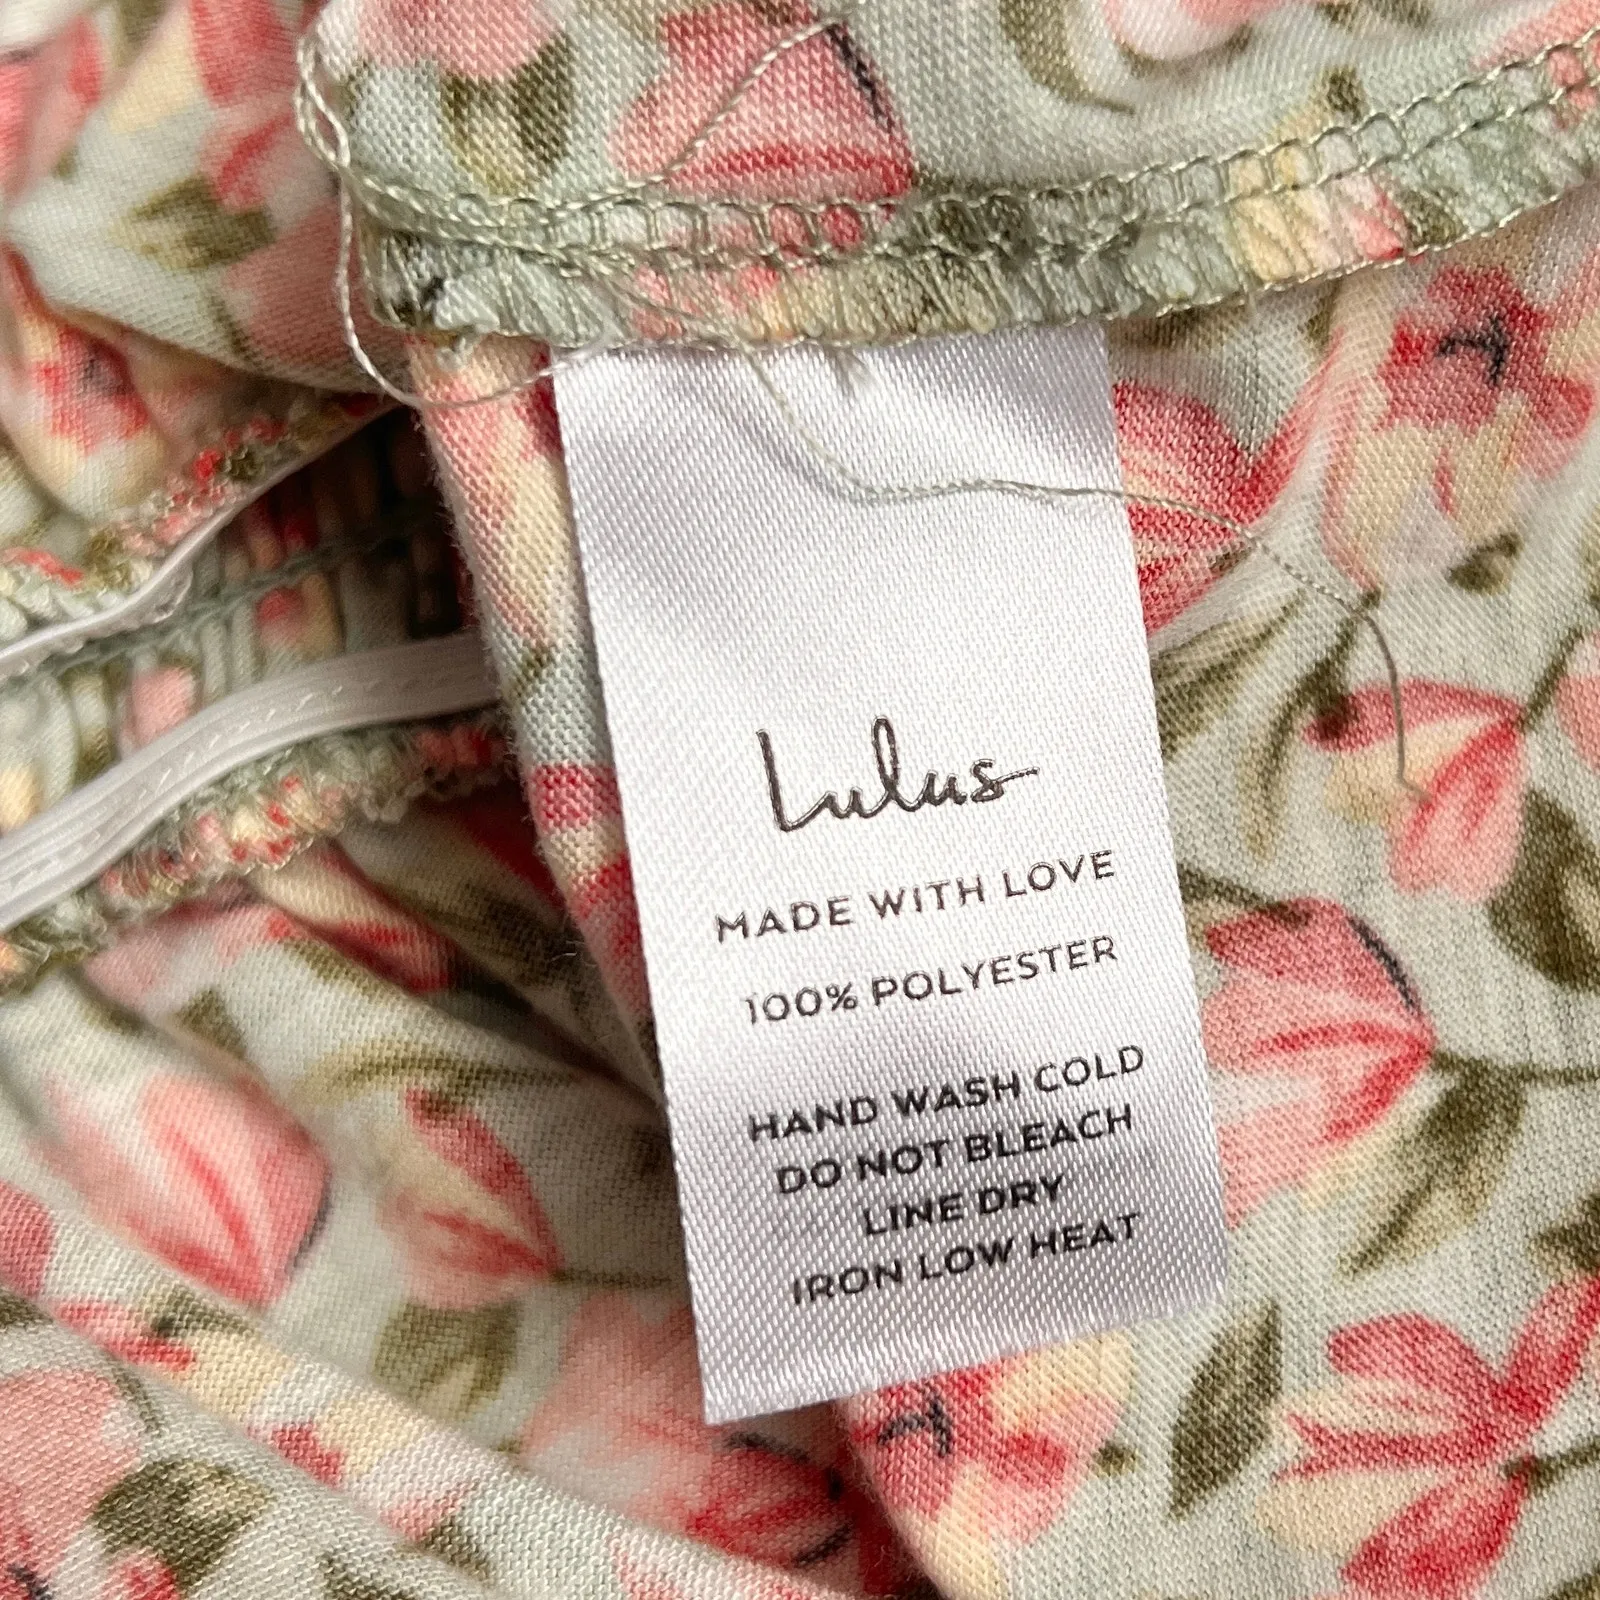 Lulus
MADE WITH LOVE
100% POLYESTER
HAND WASH COLD
DO NOT BLEACH
LINE DRY
IRON LOW HEAT